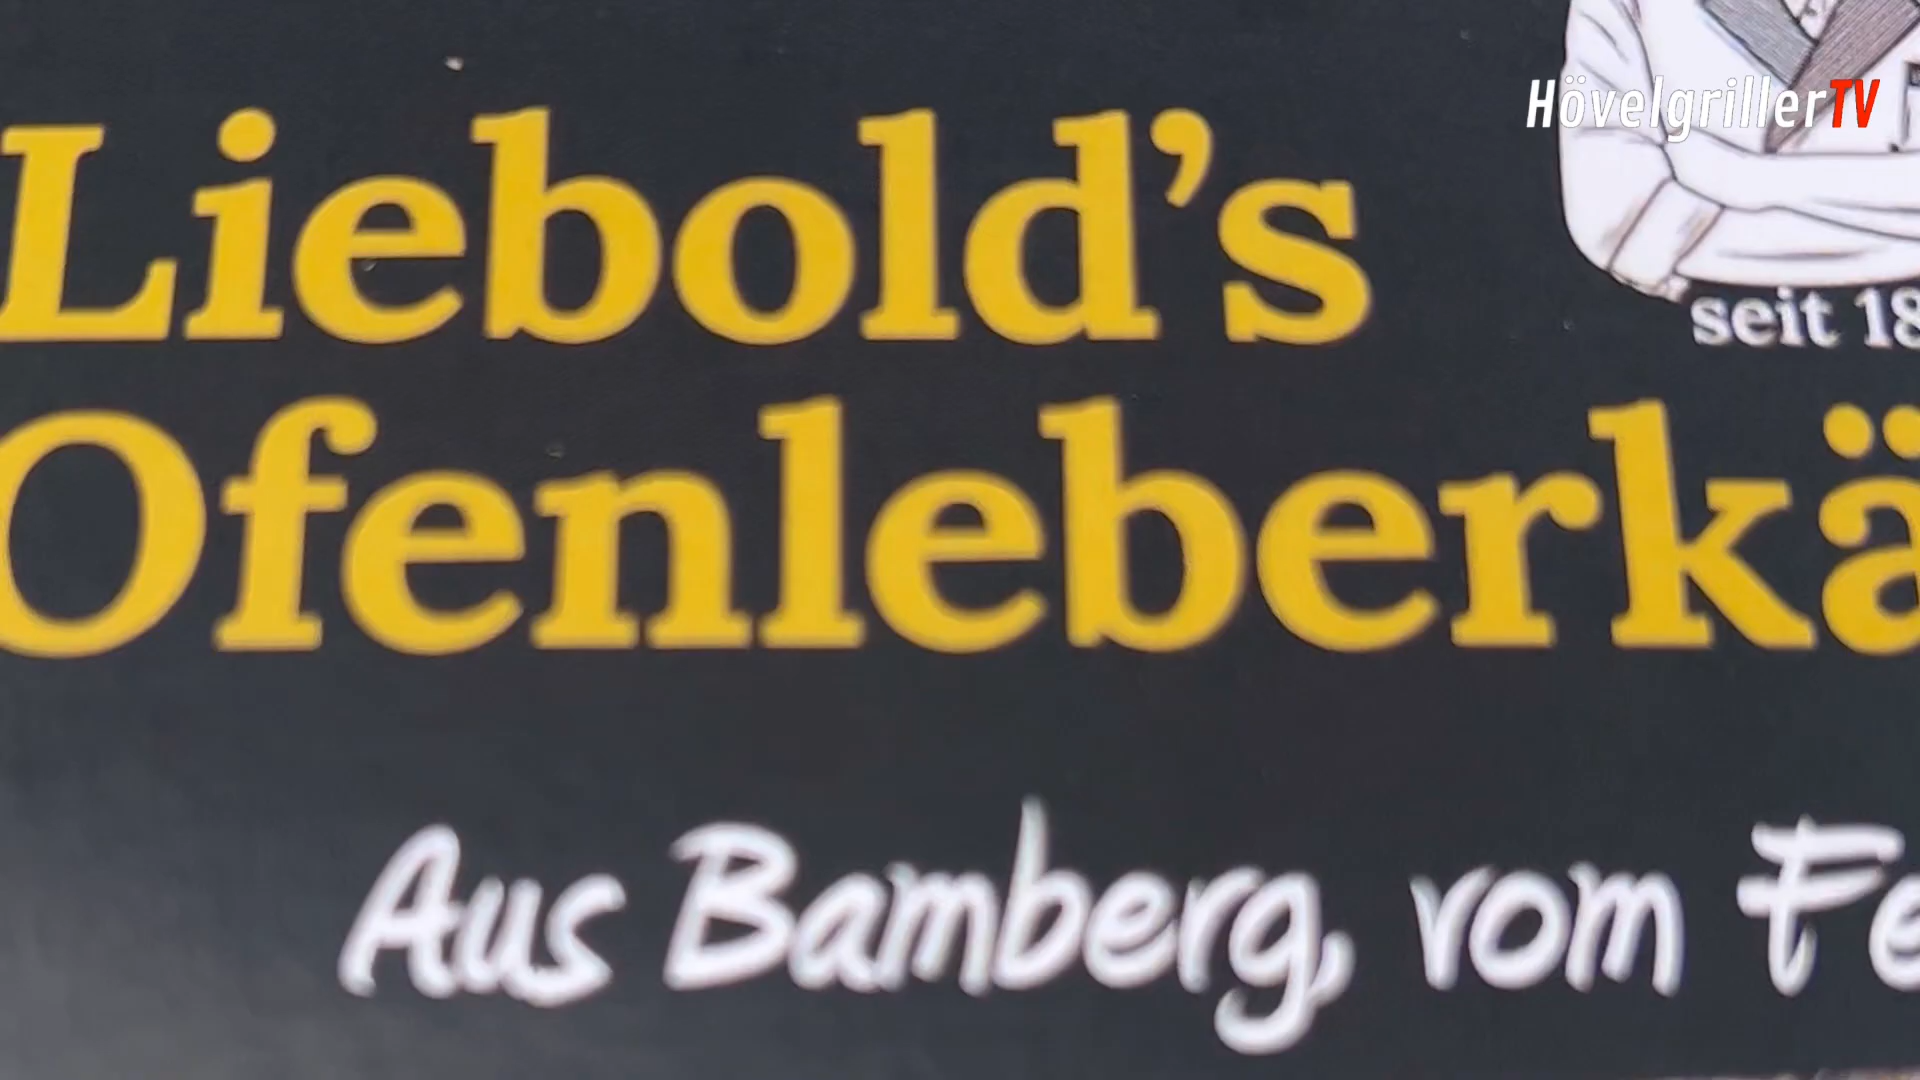 HövelgrillerTV
Liebold's
seit 18
Ofenleberkä
Aus Bamberg, vom Fe